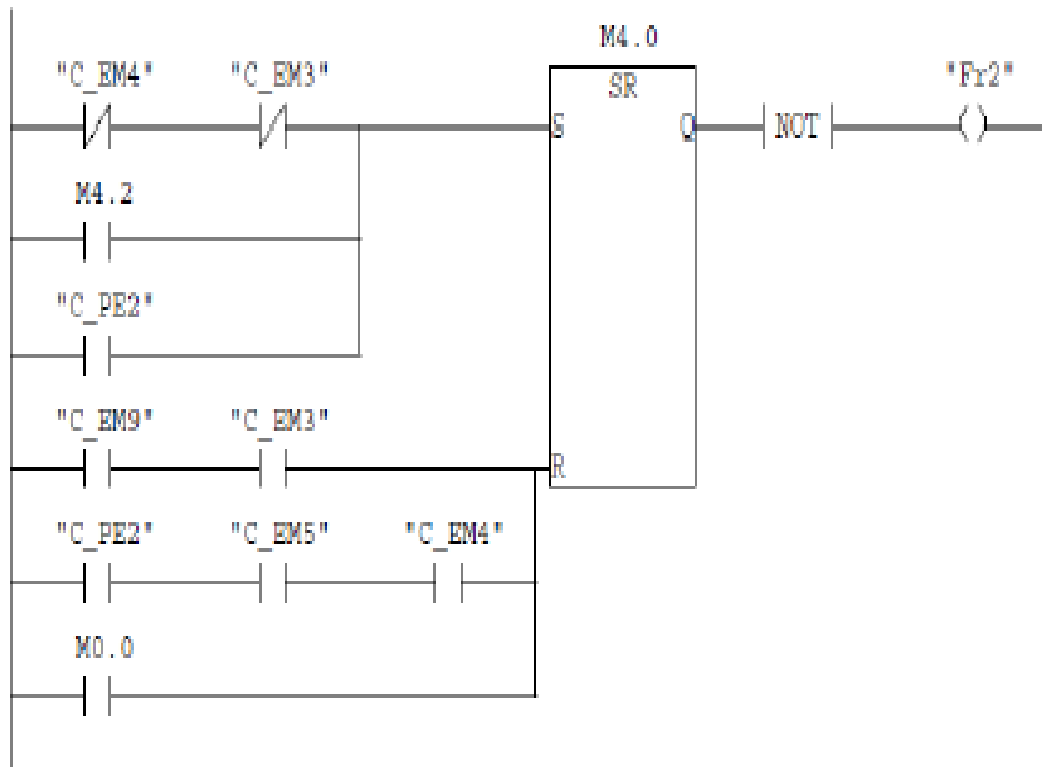 M4.0
"C_EM4" "C_EM3" SR "Fr2"
S Q NOT ( )
M4.2
"C_PE2"
"C_EM9" "C_EM3"
R
"C_PE2" "C_EM5" "C_EM4"
M0.0